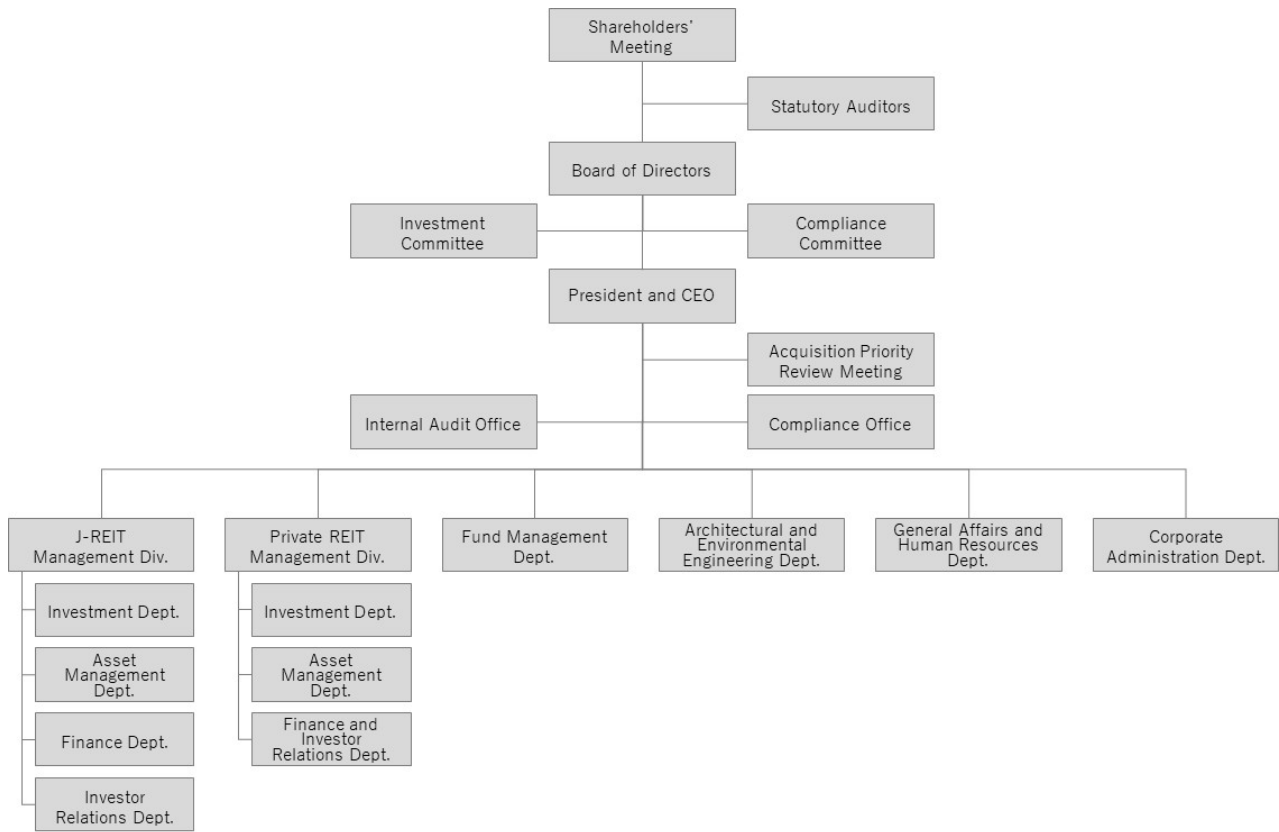 Shareholders’
Meeting
Statutory Auditors
Board of Directors
Investment
Committee
Compliance
Committee
President and CEO
Acquisition Priority
Review Meeting
Internal Audit Office
Compliance Office
J-REIT
Management Div.
Private REIT
Management Div.
Fund Management
Dept.
Architectural and
Environmental
Engineering Dept.
General Affairs and
Human Resources
Dept.
Corporate
Administration Dept.
Investment Dept.
Asset
Management
Dept.
Finance Dept.
Investor
Relations Dept.
Investment Dept.
Asset
Management
Dept.
Finance and
Investor
Relations Dept.